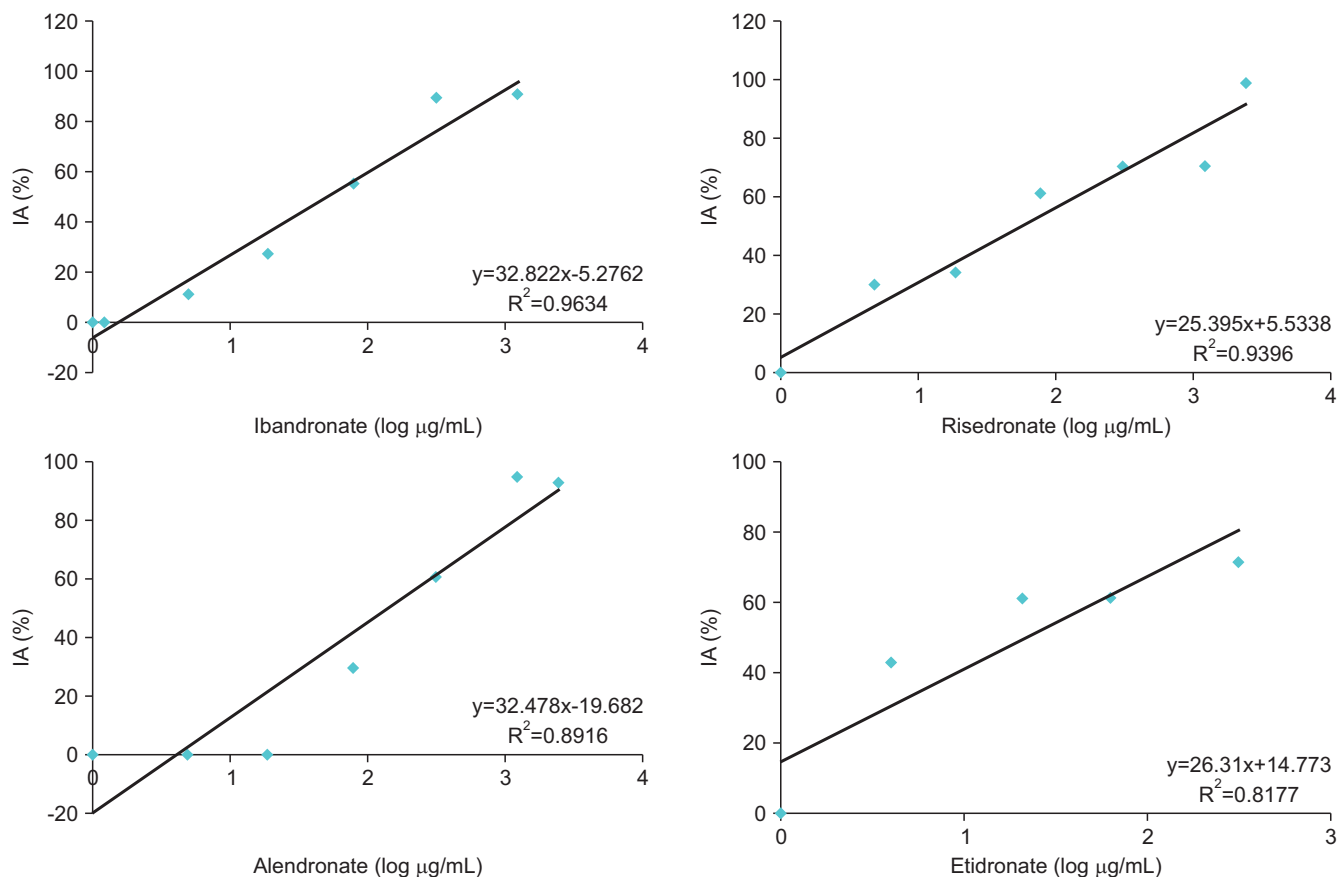 120
100
80
60
40
20
0
-20
IA (%)
0
1
2
3
4
y=32.822x-5.2762
R²=0.9634
Ibandronate (log μg/mL)
120
100
80
60
40
20
0
IA (%)
0
1
2
3
4
y=25.395x+5.5338
R²=0.9396
Risedronate (log μg/mL)
100
80
60
40
20
0
-20
IA (%)
0
1
2
3
4
y=32.478x-19.682
R²=0.8916
Alendronate (log μg/mL)
100
80
60
40
20
0
IA (%)
0
1
2
3
y=26.31x+14.773
R²=0.8177
Etidronate (log μg/mL)